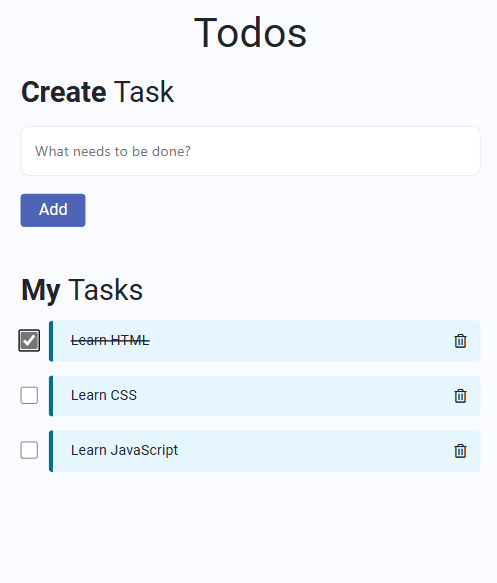 Todos
Create Task
What needs to be done?
Add
My Tasks
Learn HTML
Learn CSS
Learn JavaScript